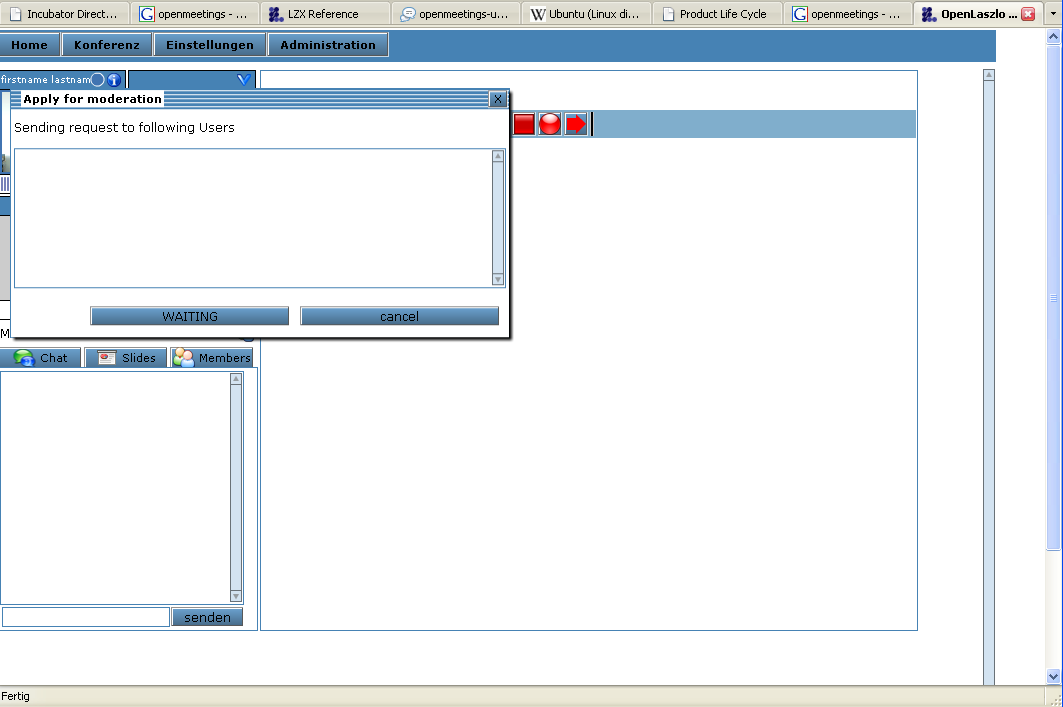 Incubator Direct... openmeetings - ... LZX Reference openmeetings-u... Ubuntu (Linux di... Product Life Cycle openmeetings - ... OpenLaszlo ...
Home Konferenz Einstellungen Administration
firstname lastnam
Apply for moderation X
Sending request to following Users
WAITING cancel
M
Chat Slides Members
senden
Fertig